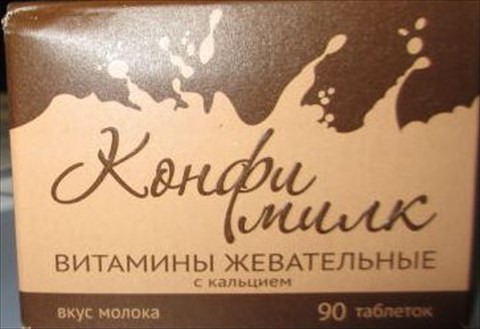 Конфи
милк
ВИТАМИНЫ ЖЕВАТЕЛЬНЫЕ
с кальцием
вкус молока 90 таблеток